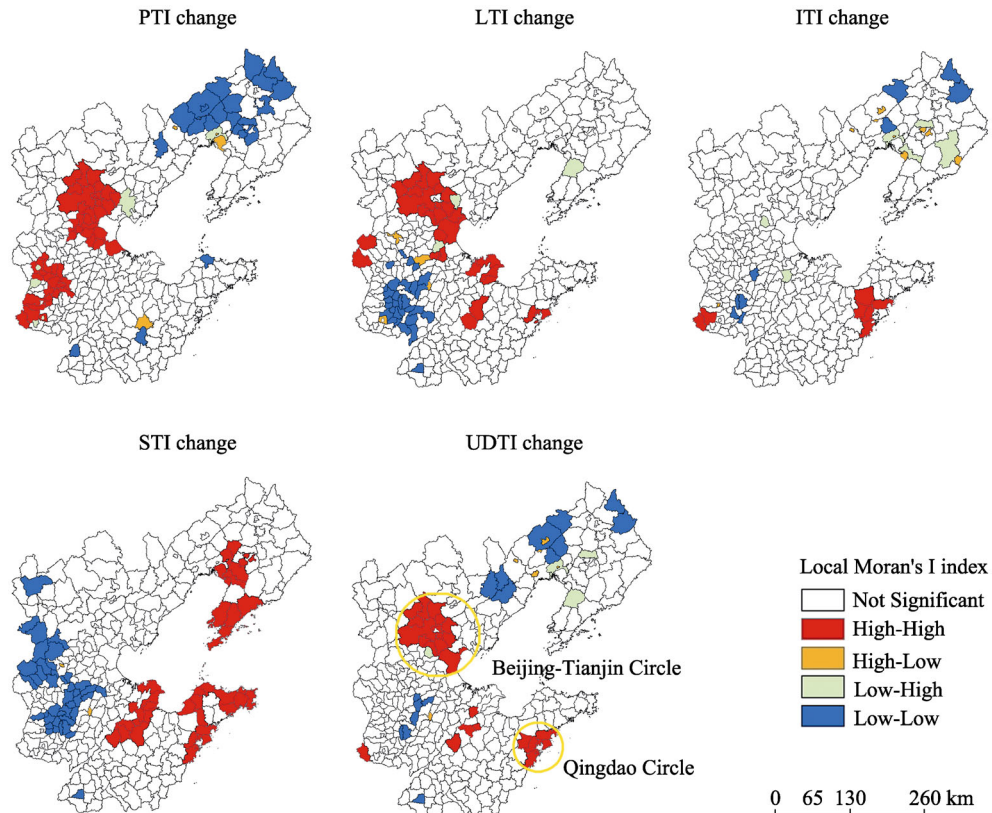 PTI change
LTI change
ITI change
STI change
UDTI change
Beijing-Tianjin Circle
Qingdao Circle
Local Moran's I index
Not Significant
High-High
High-Low
Low-High
Low-Low
0 65 130 260 km